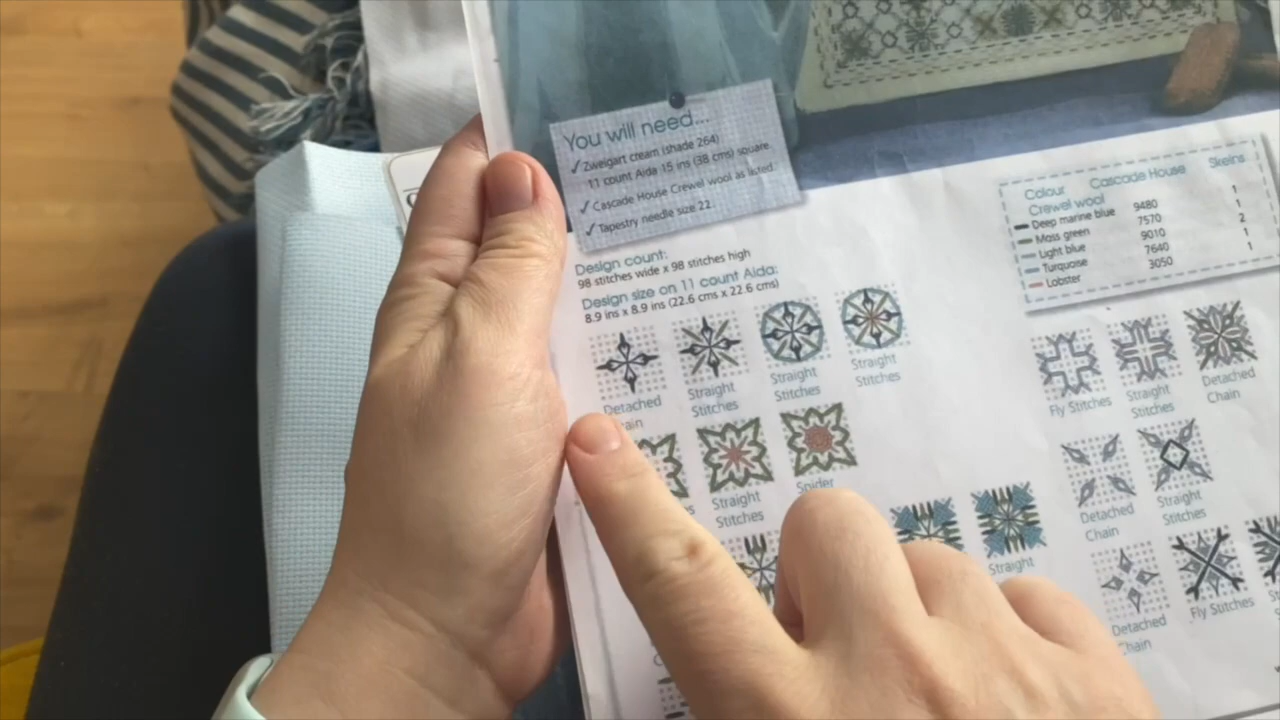 You will need...
✓ Zweigart cream (shade 264)
11 count Aida 15 ins (38 cms) square.
✓ Cascade House Crewel wool as listed.
✓ Tapestry needle size 22.
Design count:
98 stitches wide x 98 stitches high
Design size on 11 count Aida:
8.9 ins x 8.9 ins (22.6 cms x 22.6 cms)
Colour Cascade House Skeins
Crewel wool
Deep marine blue 9480 1
Moss green 7570 1
Light blue 9010 2
Turquoise 7640 1
Lobster 3050
Detached
Straight
Stitches
Straight
Stitches
Straight
Stitches
Fly Stitches
Straight
Stitches
Detached
Chain
Straight
Stitches
Spider
Detached
Chain
Straight
Stitches
Straight
Detached
Chain
Fly Stitches